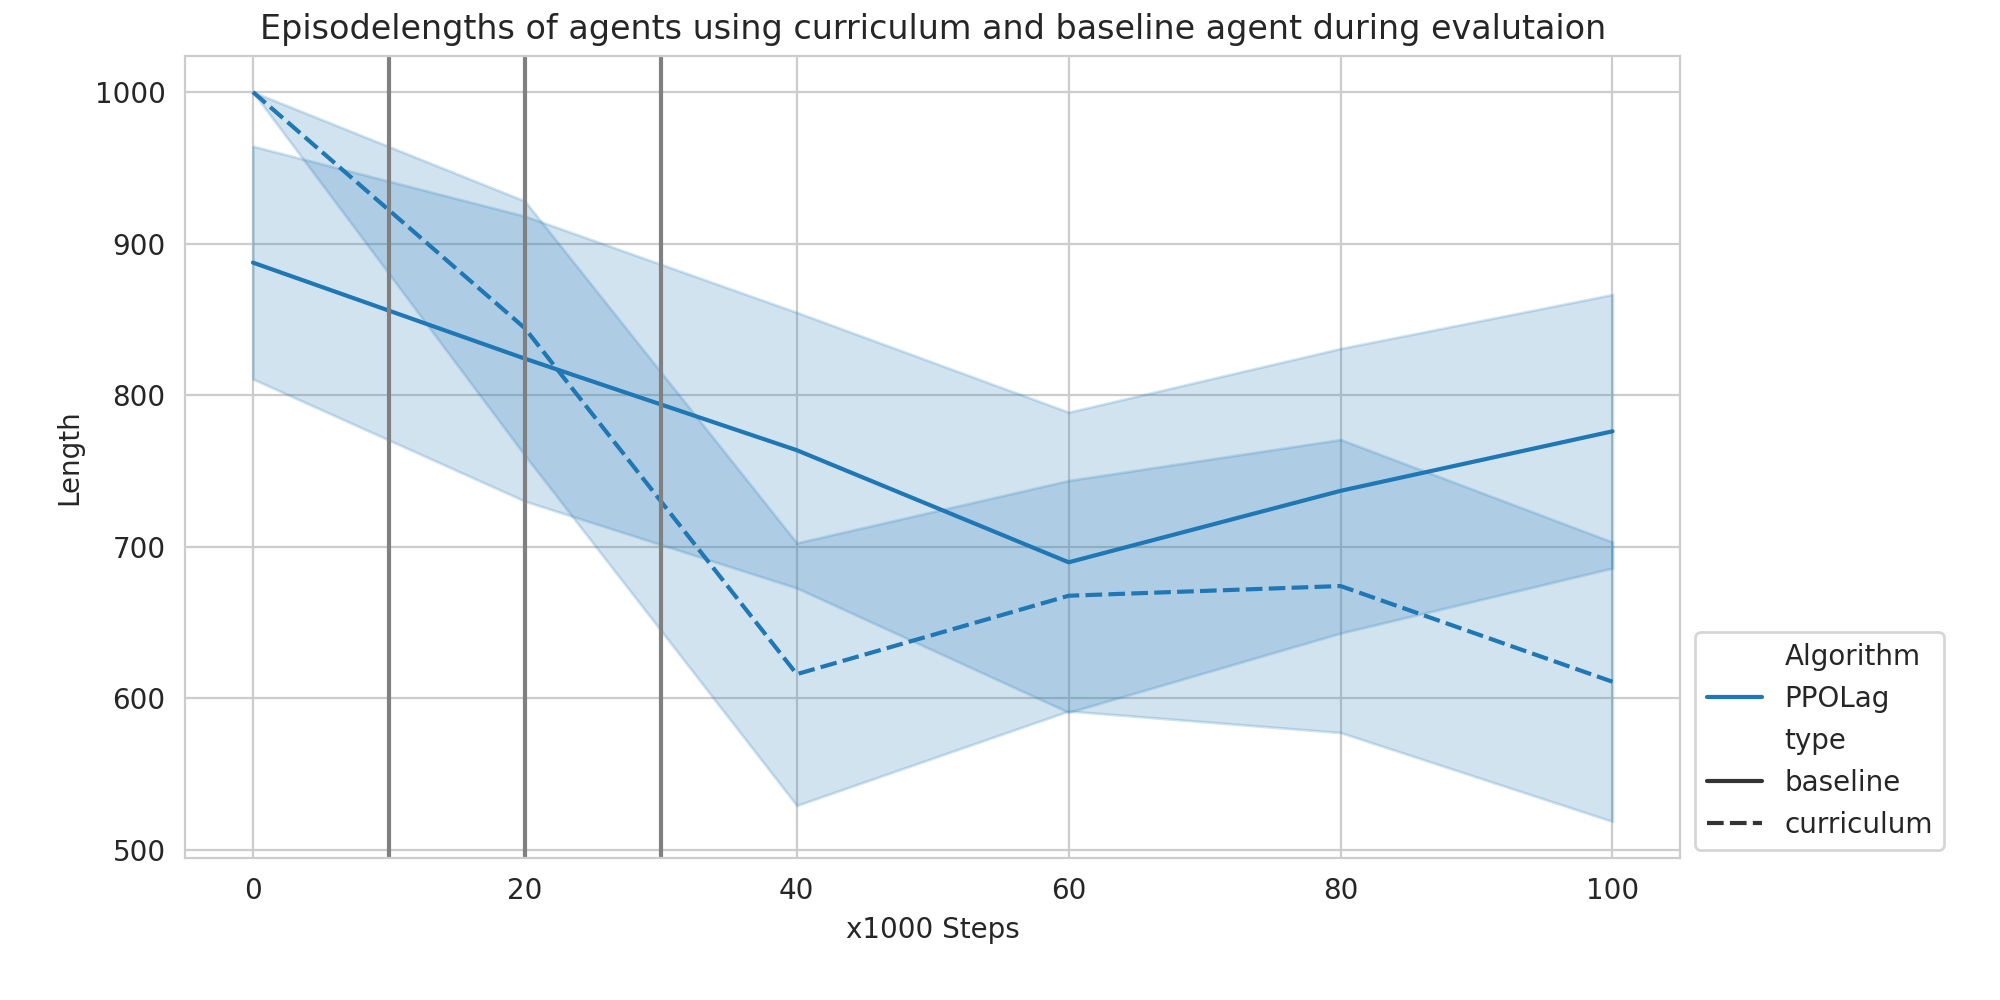 Episodelengths of agents using curriculum and baseline agent during evalutaion
1000
900
800
700
600
500
Length
0 20 40 60 80 100
x1000 Steps
Algorithm
PPOLag
type
baseline
curriculum